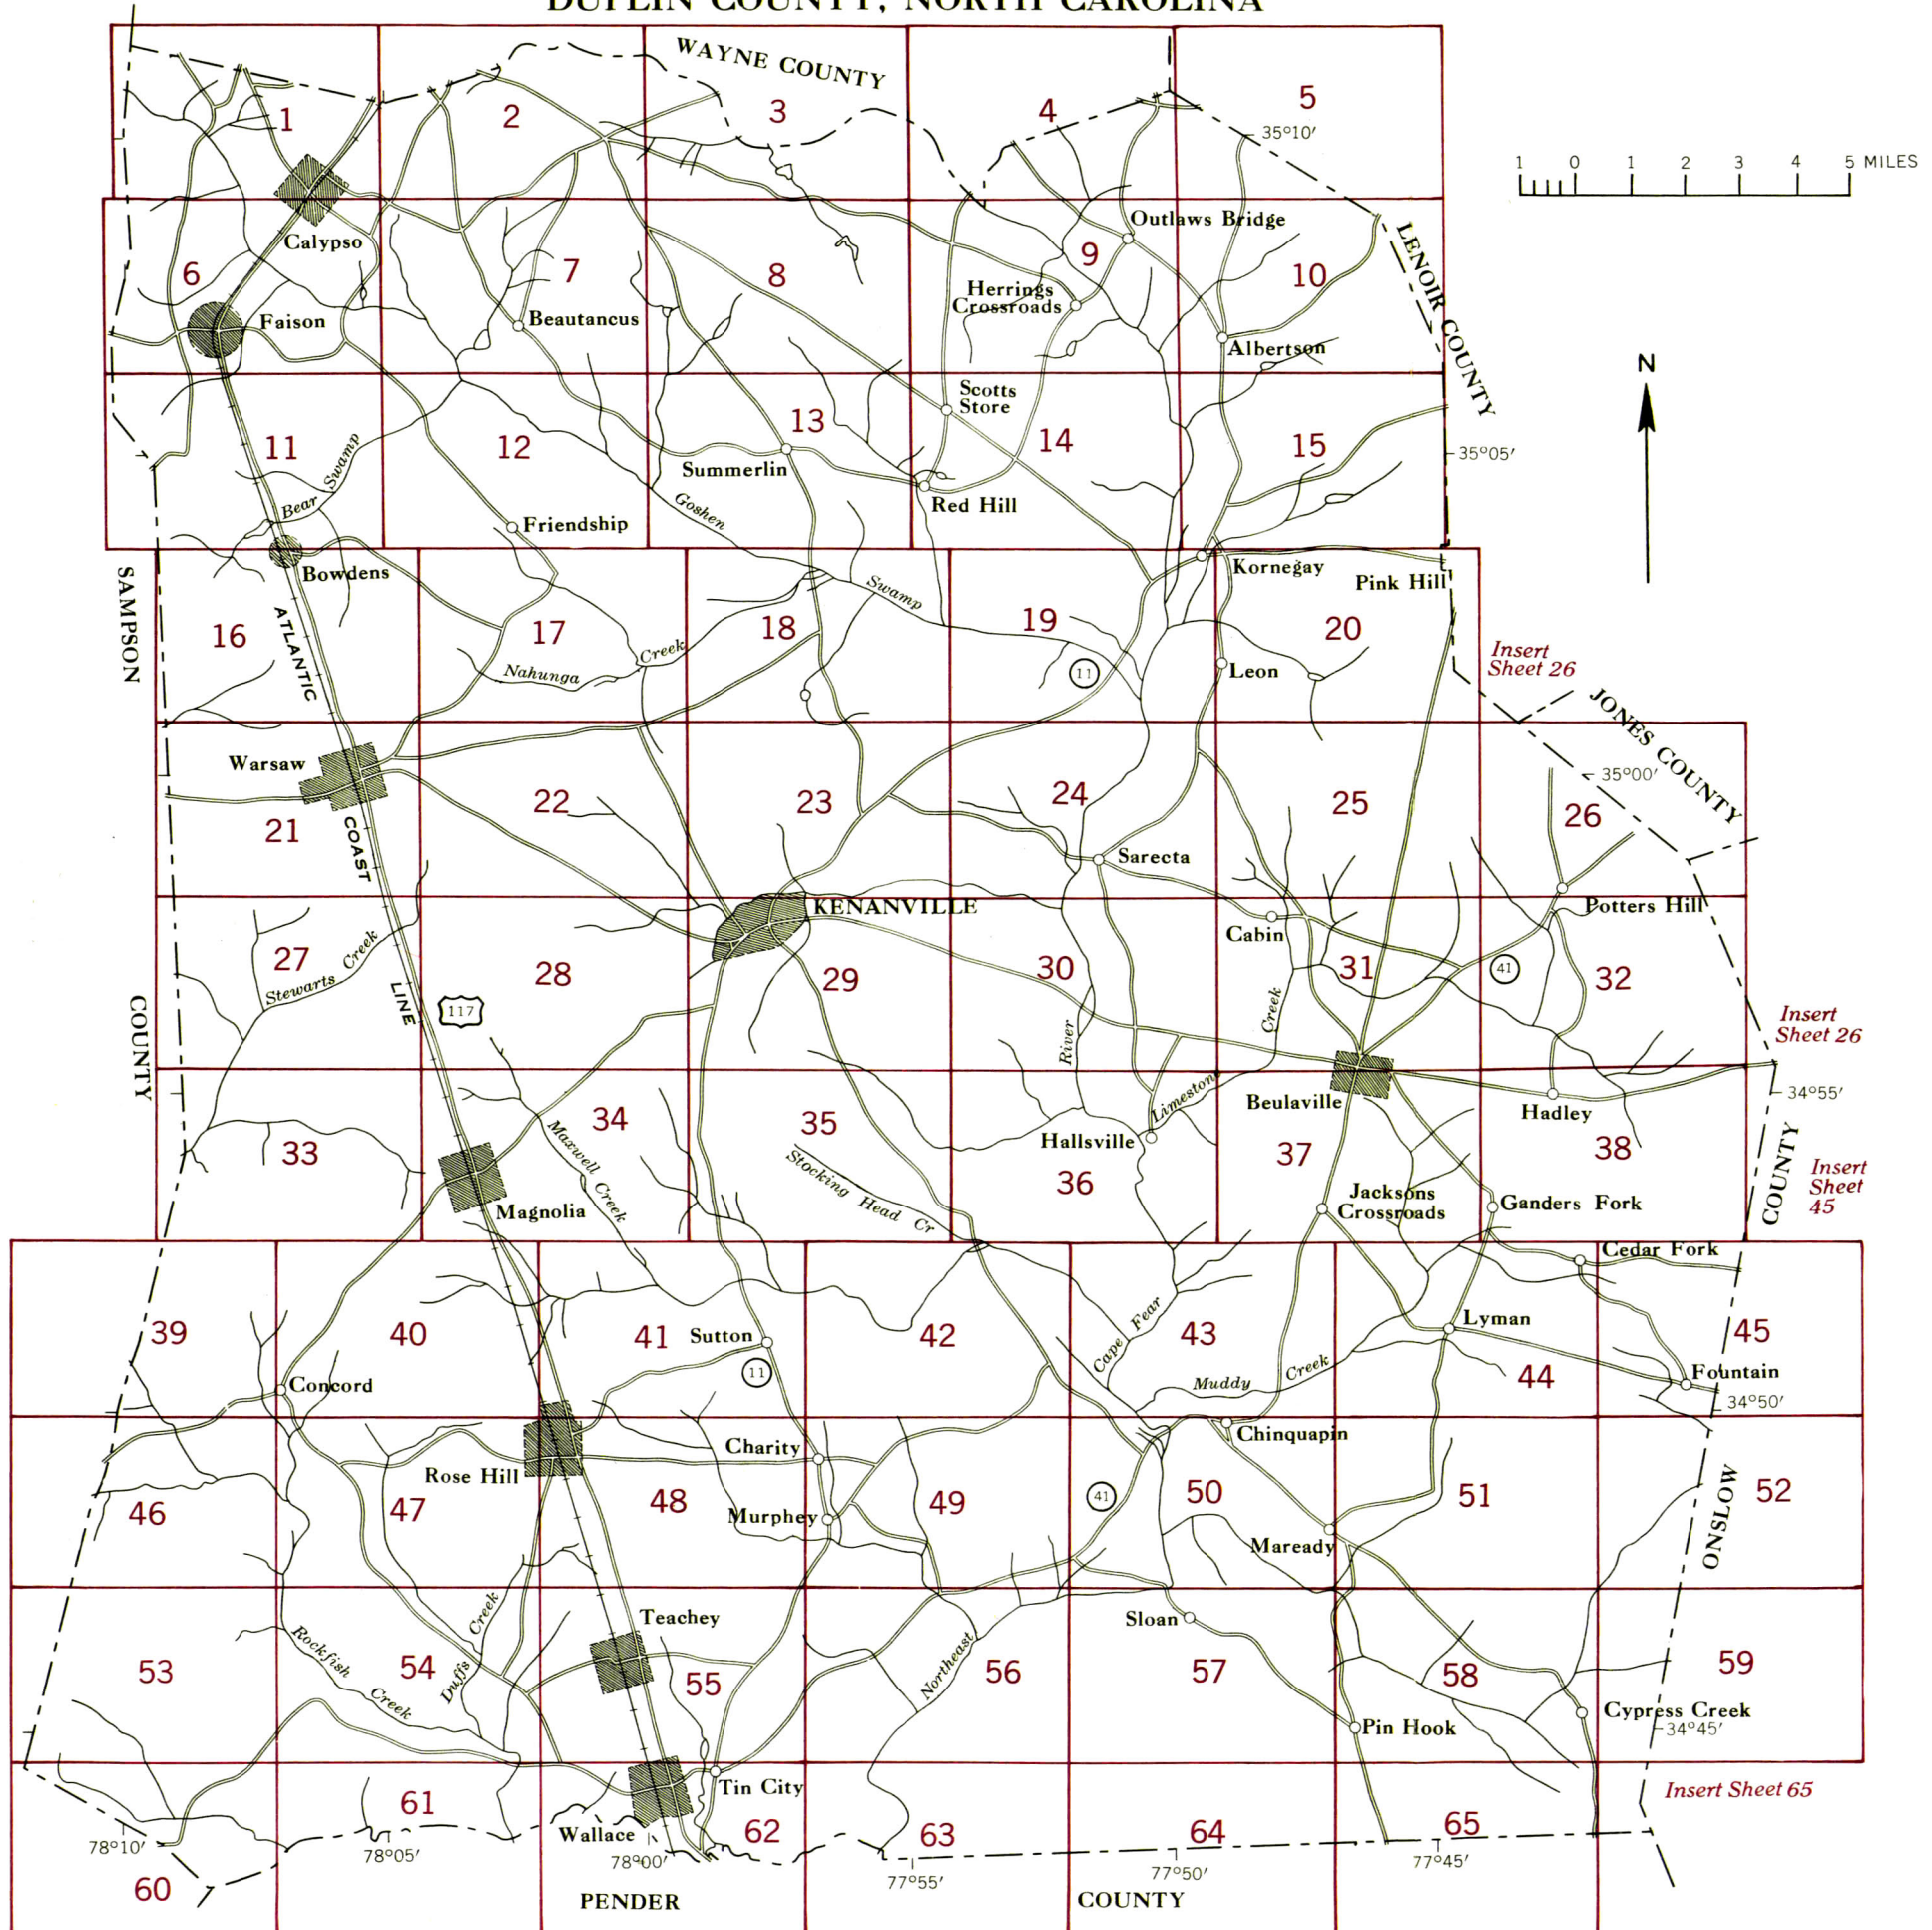 DUPLIN COUNTY, NORTH CAROLINA
WAYNE COUNTY
1
2
3
4
5
35°10′
1 0 1 2 3 4 5 MILES
Calypso
Outlaws Bridge
LENOIR COUNTY
6
7
8
9
10
Faison
Beautancus
Herrings
Crossroads
Albertson
N
Scotts
Store
11
12
13
14
15
35°05′
Bear Swamp
Summerlin
Goshen
Red Hill
Friendship
Bowdens
Swamp
Kornegay
Pink Hill
SAMPSON
ATLANTIC
16
17
18
19
20
Nahunga
Creek
11
Leon
Insert
Sheet 26
JONES COUNTY
Warsaw
35°00′
21
22
23
24
25
26
COAST
Sarecta
KENANVILLE
Potters Hill
Cabin
27
28
29
30
31
41
32
Stewarts Creek
LINE
117
COUNTY
River
Creek
Insert
Sheet 26
34°55′
Limestone
Beulaville
Hadley
33
34
35
36
37
38
Maxwell Creek
Hallsville
Stocking Head Cr
Magnolia
Jacksons
Crossroads
Ganders Fork
COUNTY
Insert
Sheet
45
Cedar Fork
39
40
41
42
43
44
45
Sutton
11
Cape Fear
Lyman
Concord
Muddy Creek
Fountain
34°50′
Chinquapin
Charity
Rose Hill
46
47
48
49
41
50
51
52
Murphey
Maready
ONSLOW
Teachey
Creek
Sloan
Rockfish
Creek
Duffs
Northeast
53
54
55
56
57
58
59
Pin Hook
Cypress Creek
34°45′
Tin City
Insert Sheet 65
61
Wallace
62
63
64
65
78°10′
78°05′
78°00′
77°55′
77°50′
77°45′
60
PENDER
COUNTY